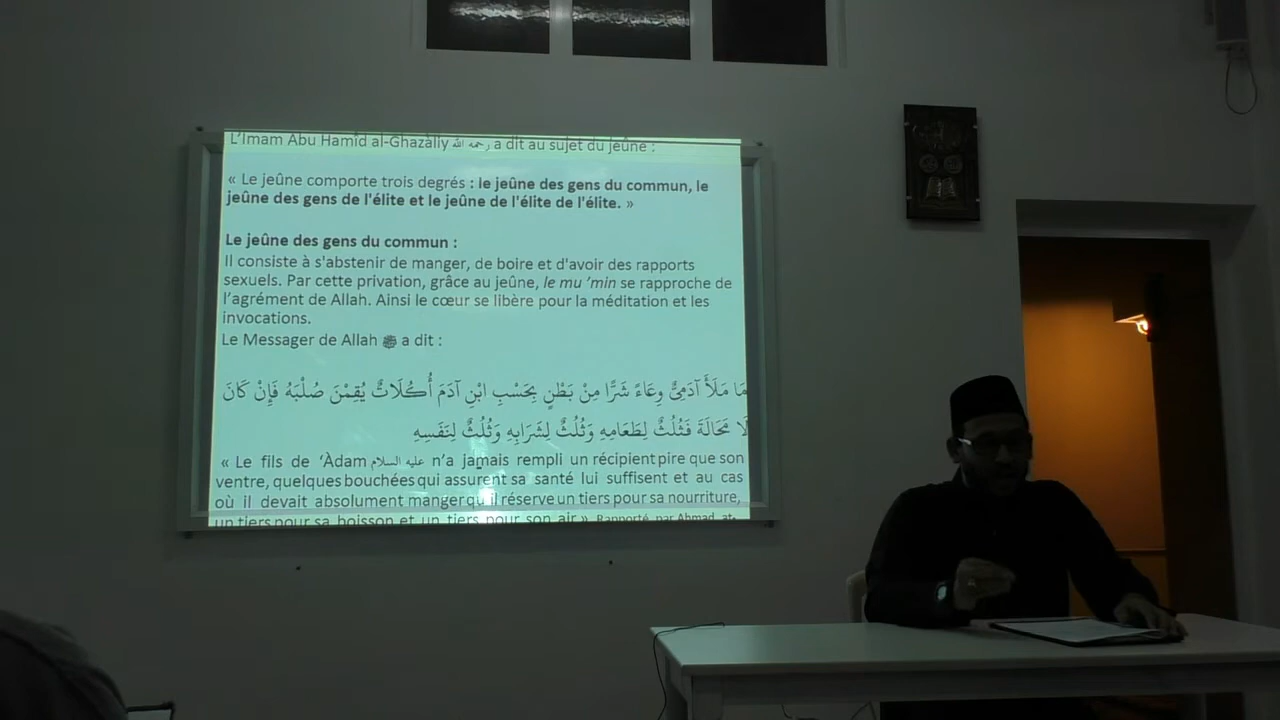 L'Imam Abu Hamîd al-Ghazàliy رحمه الله a dit au sujet du jeûne :
« Le jeûne comporte trois degrés : le jeûne des gens du commun, le
jeûne des gens de l'élite et le jeûne de l'élite de l'élite. »
Le jeûne des gens du commun :
Il consiste à s'abstenir de manger, de boire et d'avoir des rapports
sexuels. Par cette privation, grâce au jeûne, le mu 'min se rapproche de
l'agrément de Allah. Ainsi le cœur se libère pour la méditation et les
invocations.
Le Messager de Allah ﷺ a dit :
مَا مَلَأَ آدَمِىٌّ وِعَاءً شَرًّا مِنْ بَطْنٍ بِحَسْبِ ابْنِ آدَمَ أُكُلَاتٌ يُقِمْنَ صُلْبَهُ فَإِنْ كَانَ
لَا مَحَالَةَ فَثُلُثٌ لِطَعَامِهِ وَثُلُثٌ لِشَرَابِهِ وَثُلُثٌ لِنَفَسِهِ
« Le fils de 'Àdam عليه السلام n'a jamais rempli un récipient pire que son
ventre, quelques bouchées qui assurent sa santé lui suffisent et au cas
où il devait absolument manger qu'il réserve un tiers pour sa nourriture,
un tiers pour sa boisson et un tiers pour son air » Rapporté par Ahmad, at-